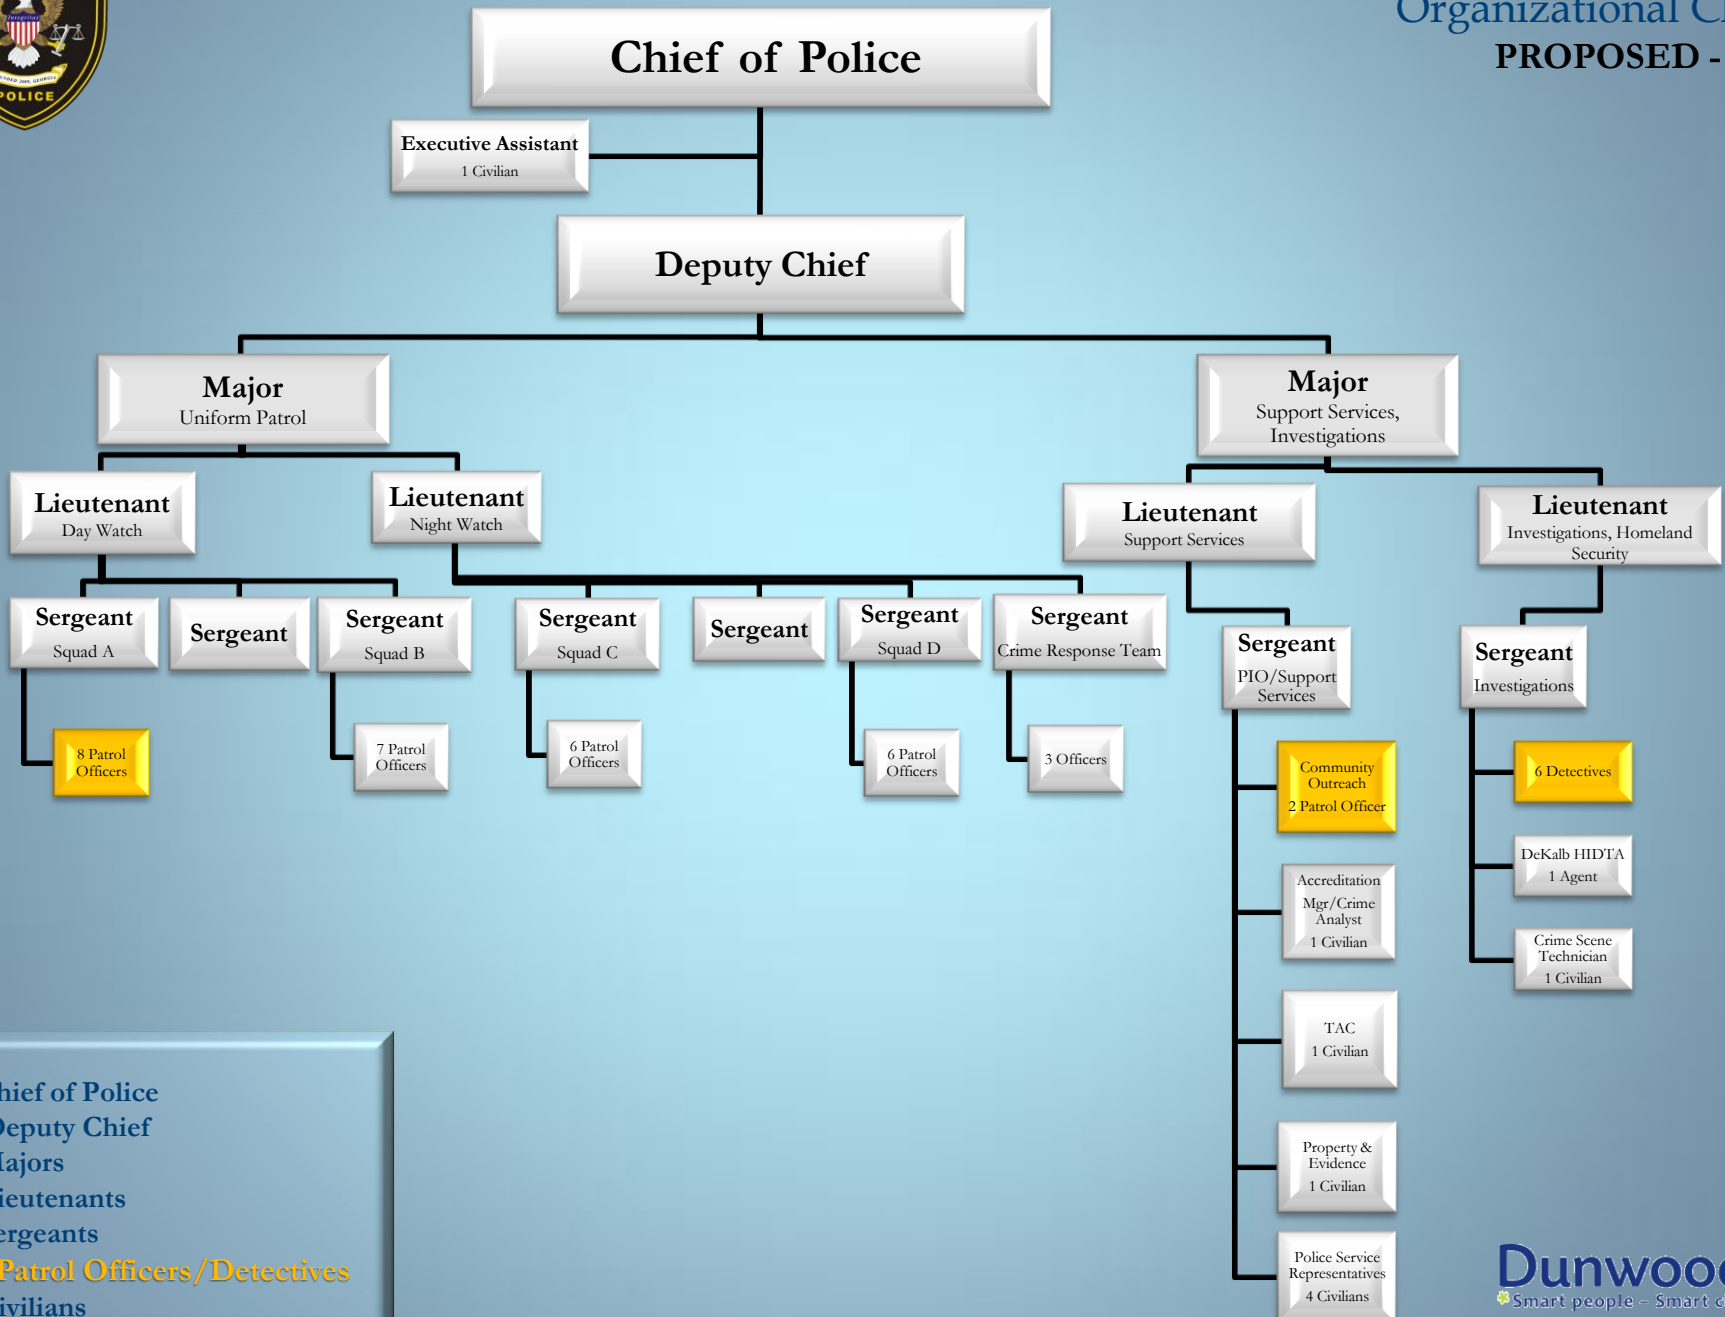 Integritas
POLICE
PROPOSED -
Organizational
Chief of Police
Executive Assistant
1 Civilian
Deputy Chief
Major
Uniform Patrol
Major
Support Services,
Investigations
Lieutenant
Day Watch
Lieutenant
Night Watch
Lieutenant
Support Services
Lieutenant
Investigations, Homeland
Security
Sergeant
Squad A
Sergeant
Sergeant
Squad B
Sergeant
Squad C
Sergeant
Sergeant
Squad D
Sergeant
Crime Response Team
Sergeant
PIO/Support
Services
Sergeant
Investigations
8 Patrol
Officers
7 Patrol
Officers
6 Patrol
Officers
6 Patrol
Officers
3 Officers
Community
Outreach
2 Patrol Officer
Accreditation
Mgr/Crime
Analyst
1 Civilian
TAC
1 Civilian
Property &
Evidence
1 Civilian
Police Service
Representatives
4 Civilians
6 Detectives
DeKalb HIDTA
1 Agent
Crime Scene
Technician
1 Civilian
hief of Police
Deputy Chief
ajors
ieutenants
ergeants
Patrol Officers/Detectives
ivilians
Dunwoo
Smart people – Smart